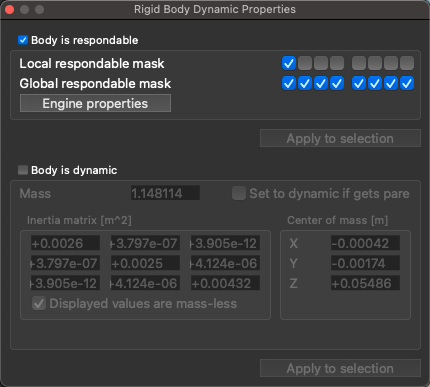 Rigid Body Dynamic Properties
Body is respondable
Local respondable mask
Global respondable mask
Engine properties
Apply to selection
Body is dynamic
Mass 1.148114 Set to dynamic if gets pare
Inertia matrix [m^2] Center of mass [m]
+0.0026 +3.797e-07 +3.905e-12 X -0.00042
+3.797e-07 +0.0025 +4.124e-06 Y -0.00174
+3.905e-12 +4.124e-06 +0.00432 Z +0.05486
Displayed values are mass-less
Apply to selection